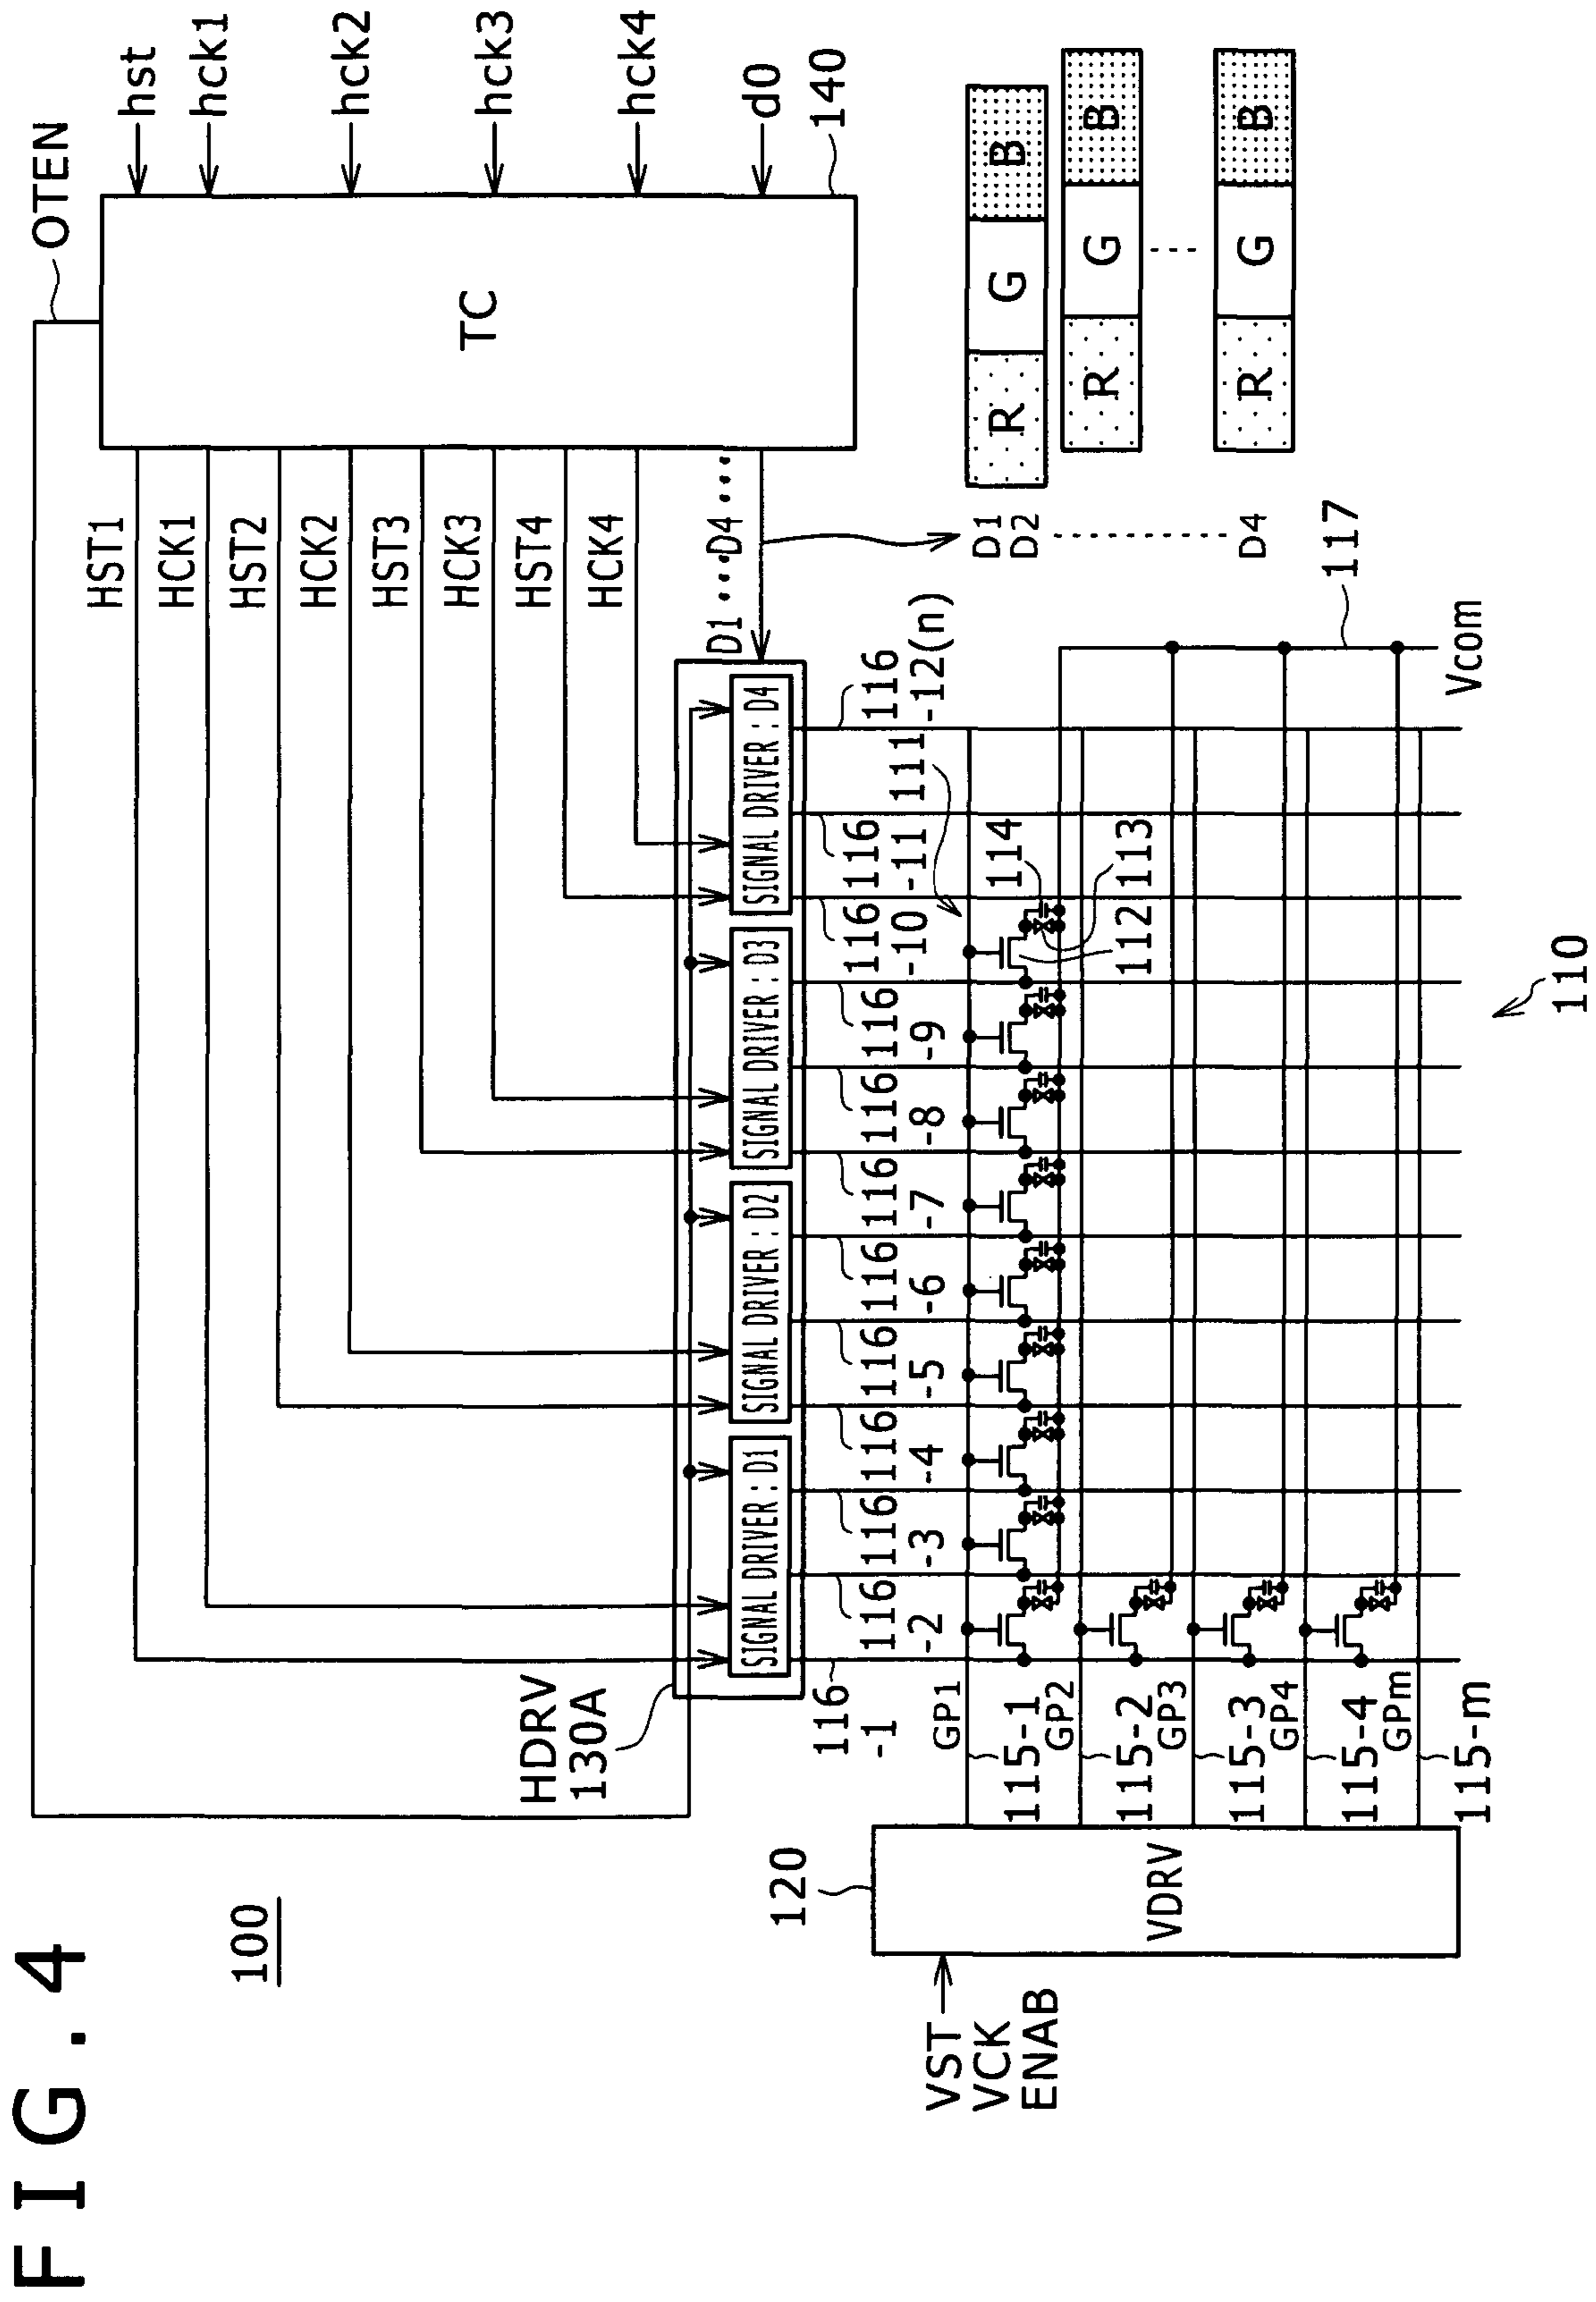 FIG. 4
100
OTEN
hst
hck1
hck2
hck3
hck4
d0
140
TC
HST1
HCK1
HST2
HCK2
HST3
HCK3
HST4
HCK4
D1 ••••D4 •••
HDRV
130A
SIGNAL DRIVER : D1
SIGNAL DRIVER : D2
SIGNAL DRIVER : D3
SIGNAL DRIVER : D4
D1
D2
D4
R G B
R G B
R G B
116
-1
116
-2
116
-3
116
-4
116
-5
116
-6
116
-7
116
-8
116
-9
116
-10
116
-11
116
-12(n)
111
114
113
112
117
Vcom
120
VDRV
VST
VCK
ENAB
GP1
115-1
GP2
115-2
GP3
115-3
GP4
115-4
GPm
115-m
110